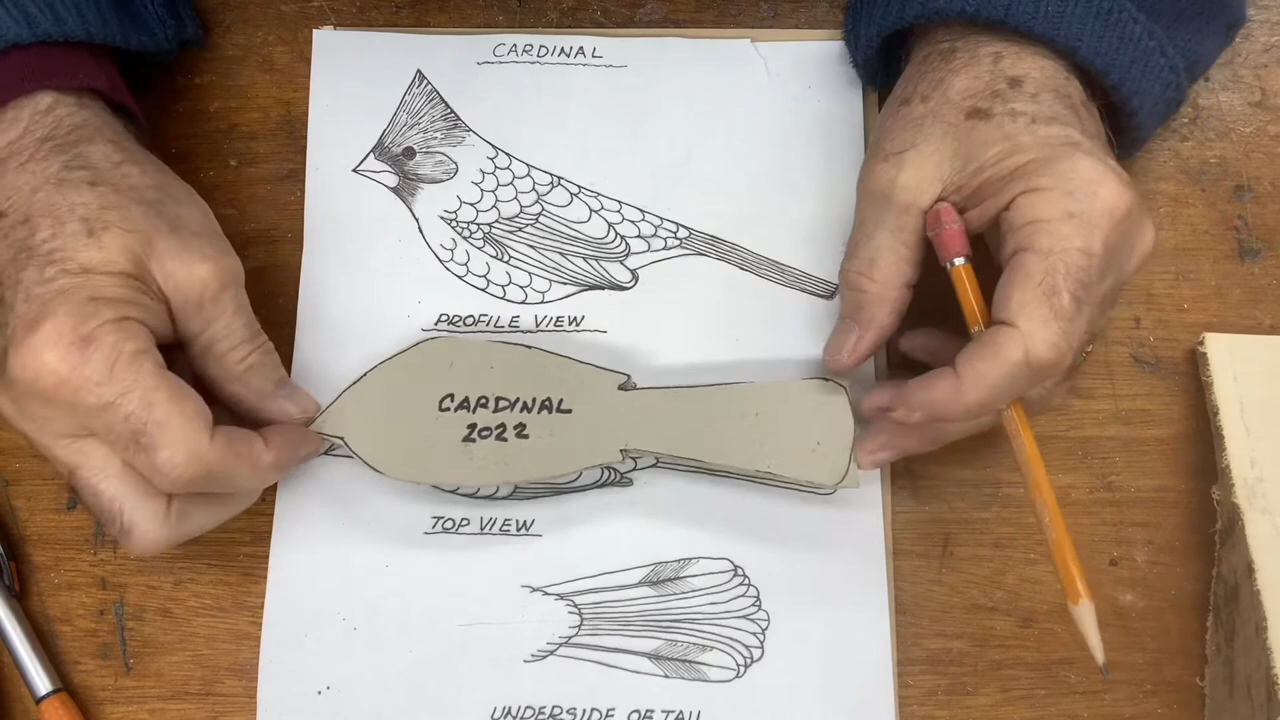 CARDINAL
PROFILE VIEW
CARDINAL
2022
TOP VIEW
UNDERSIDE OF TAIL